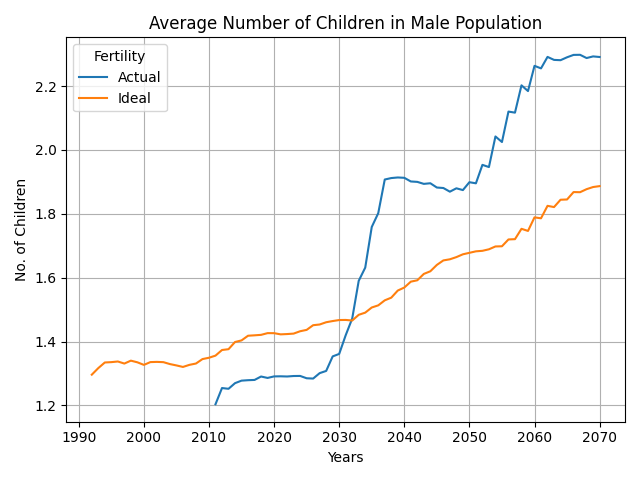 Average Number of Children in Male Population
Fertility
Actual
Ideal
No. of Children
2.2
2.0
1.8
1.6
1.4
1.2
1990 2000 2010 2020 2030 2040 2050 2060 2070
Years